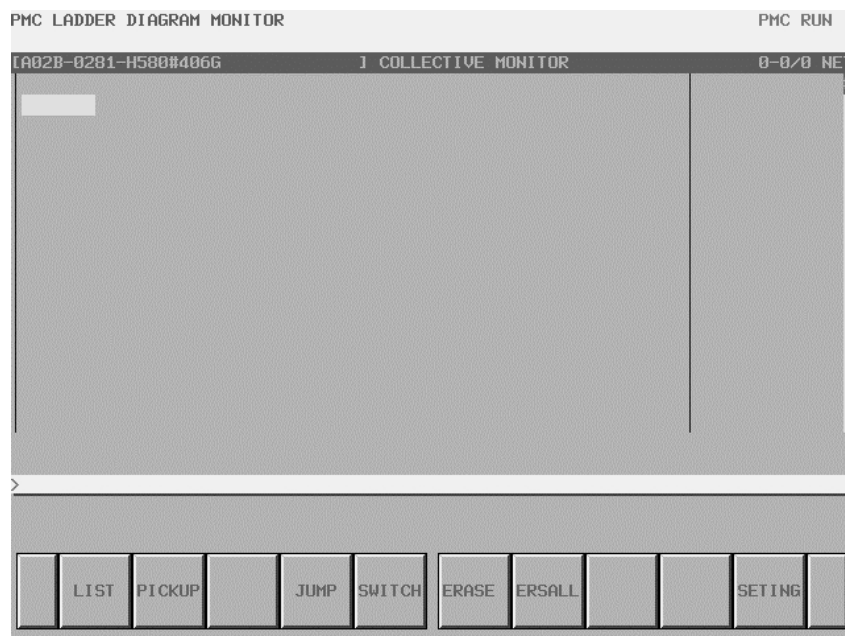 PMC LADDER DIAGRAM MONITOR PMC RUN
[A02B-0281-H580#406G ] COLLECTIVE MONITOR 0-0/0 NE
>
LIST PICKUP JUMP SWITCH ERASE ERSALL SETING